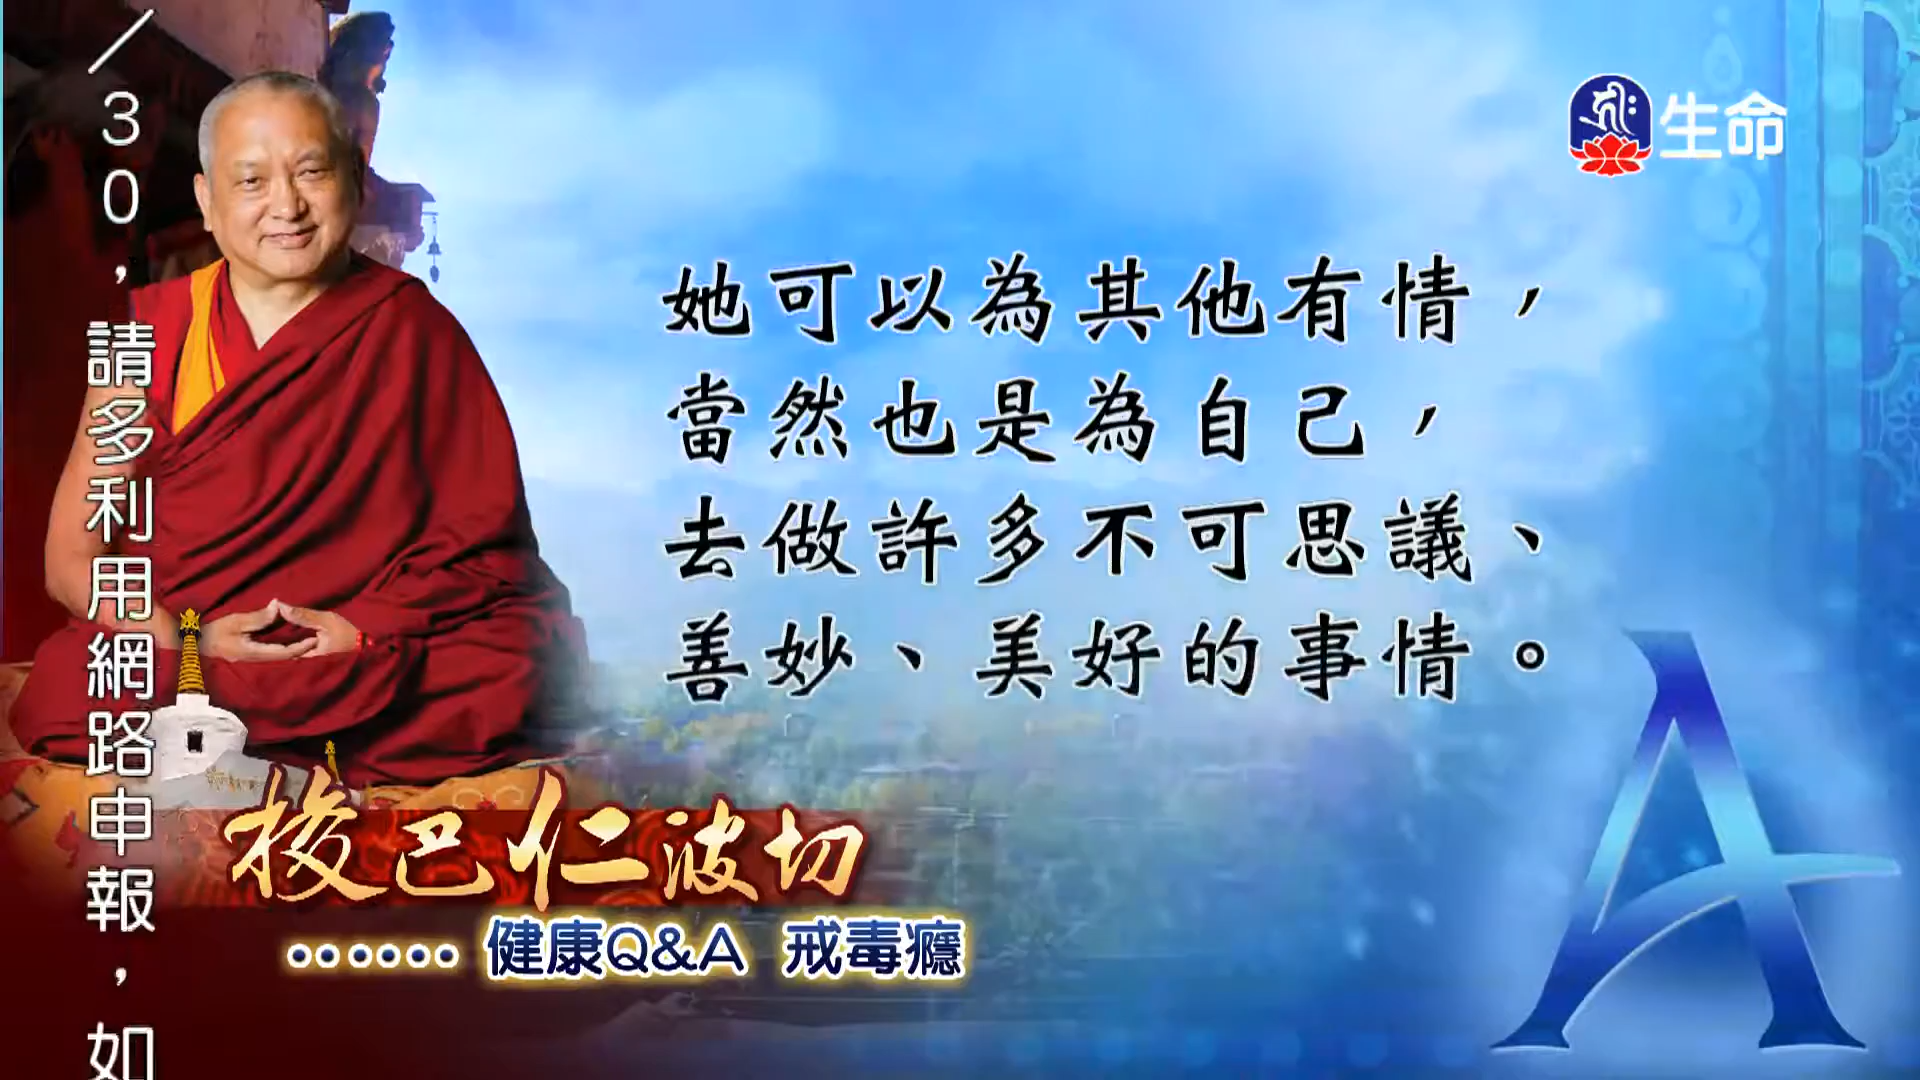 ／30，請多利用網路申報，如
生命
她可以為其他有情，
當然也是為自己，
去做許多不可思議、
善妙、美好的事情。
梭巴仁波切
健康Q&A 戒毒癮
A